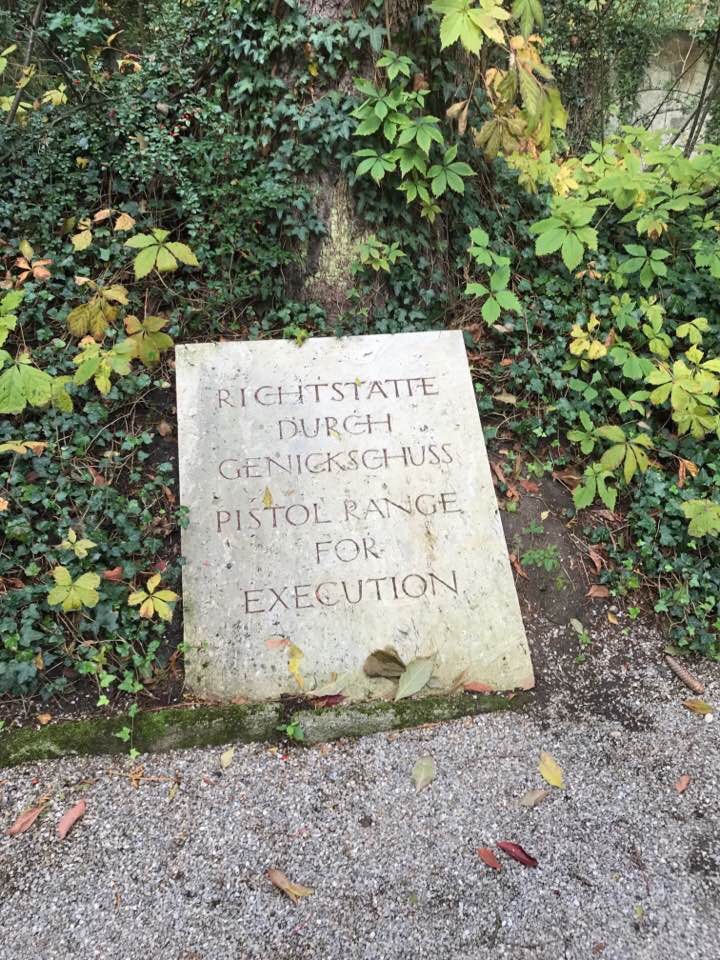 RICHTSTÄTTE
DURCH
GENICKSCHUSS
PISTOL RANGE
FOR
EXECUTION